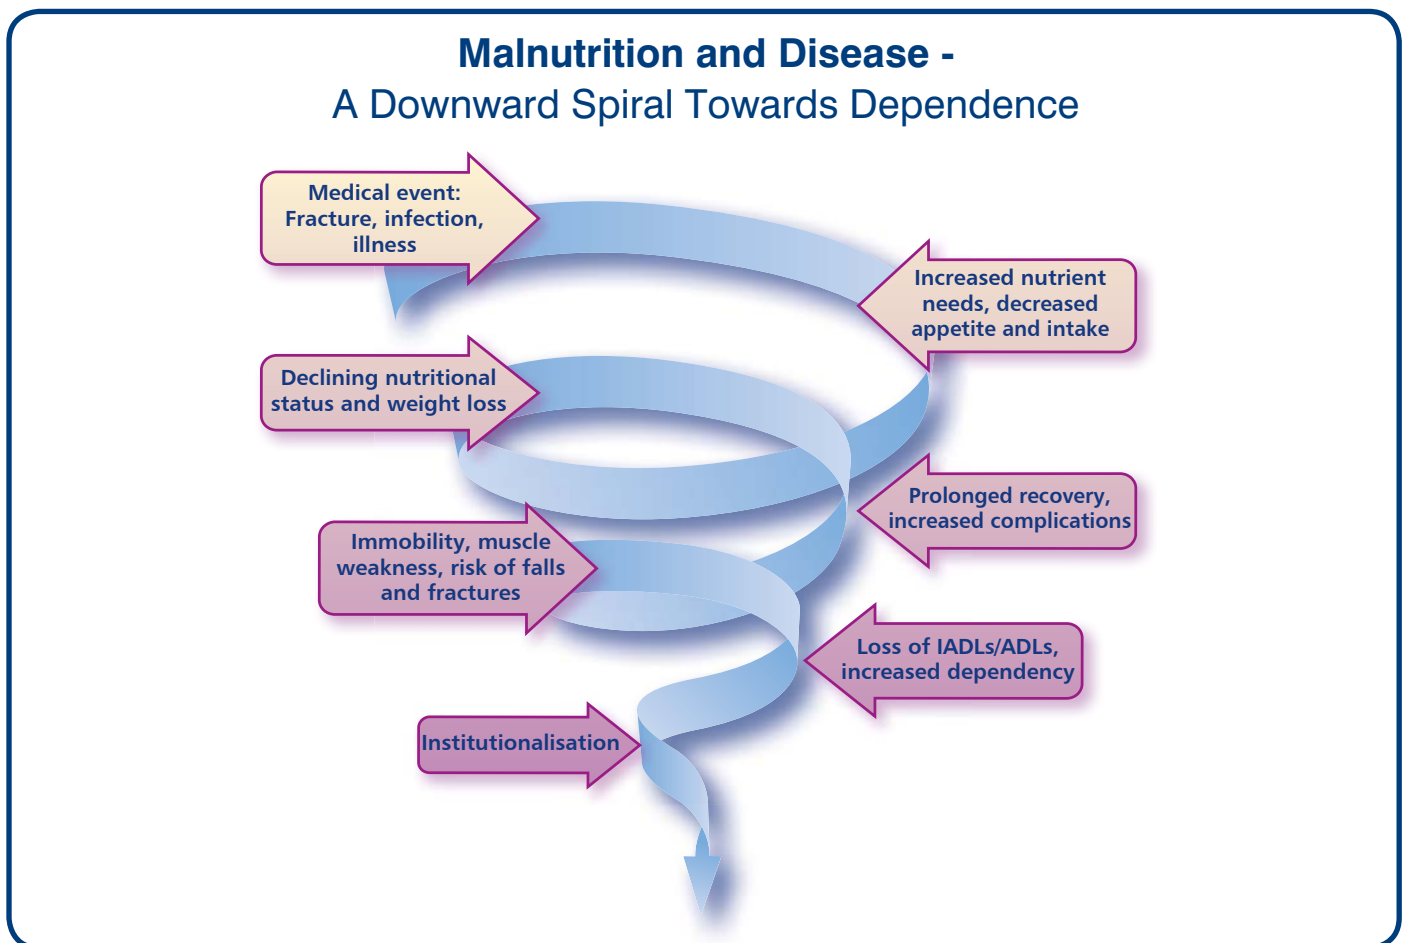 Malnutrition and Disease -
A Downward Spiral Towards Dependence
Medical event:
Fracture, infection,
illness
Increased nutrient
needs, decreased
appetite and intake
Declining nutritional
status and weight loss
Prolonged recovery,
increased complications
Immobility, muscle
weakness, risk of falls
and fractures
Loss of IADLs/ADLs,
increased dependency
Institutionalisation